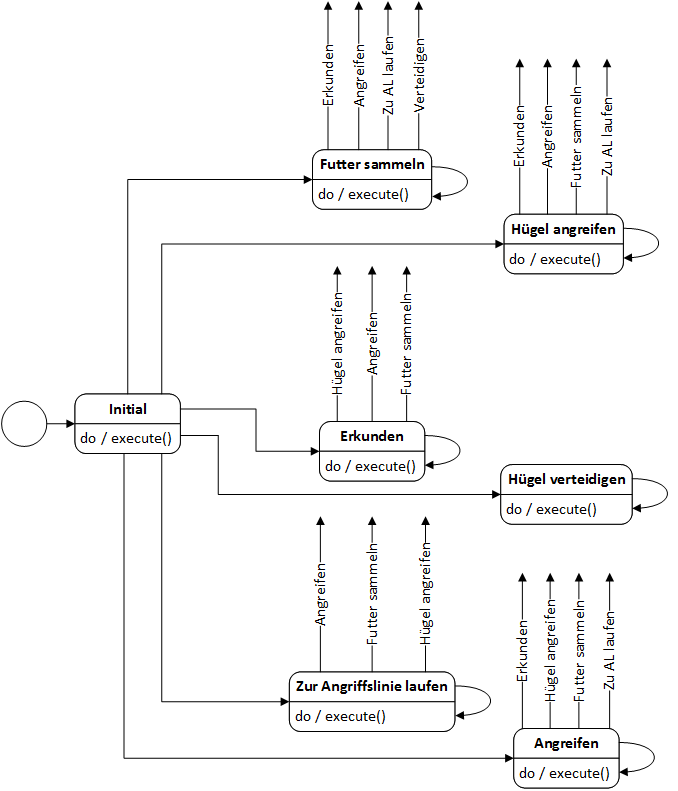 Erkunden
Angreifen
Zu AL laufen
Verteidigen
Futter sammeln
do / execute()
Erkunden
Angreifen
Futter sammeln
Zu AL laufen
Hügel angreifen
do / execute()
Hügel angreifen
Angreifen
Futter sammeln
Initial
do / execute()
Erkunden
do / execute()
Hügel verteidigen
do / execute()
Angreifen
Futter sammeln
Hügel angreifen
Zur Angriffslinie laufen
do / execute()
Erkunden
Hügel angreifen
Futter sammeln
Zu AL laufen
Angreifen
do / execute()